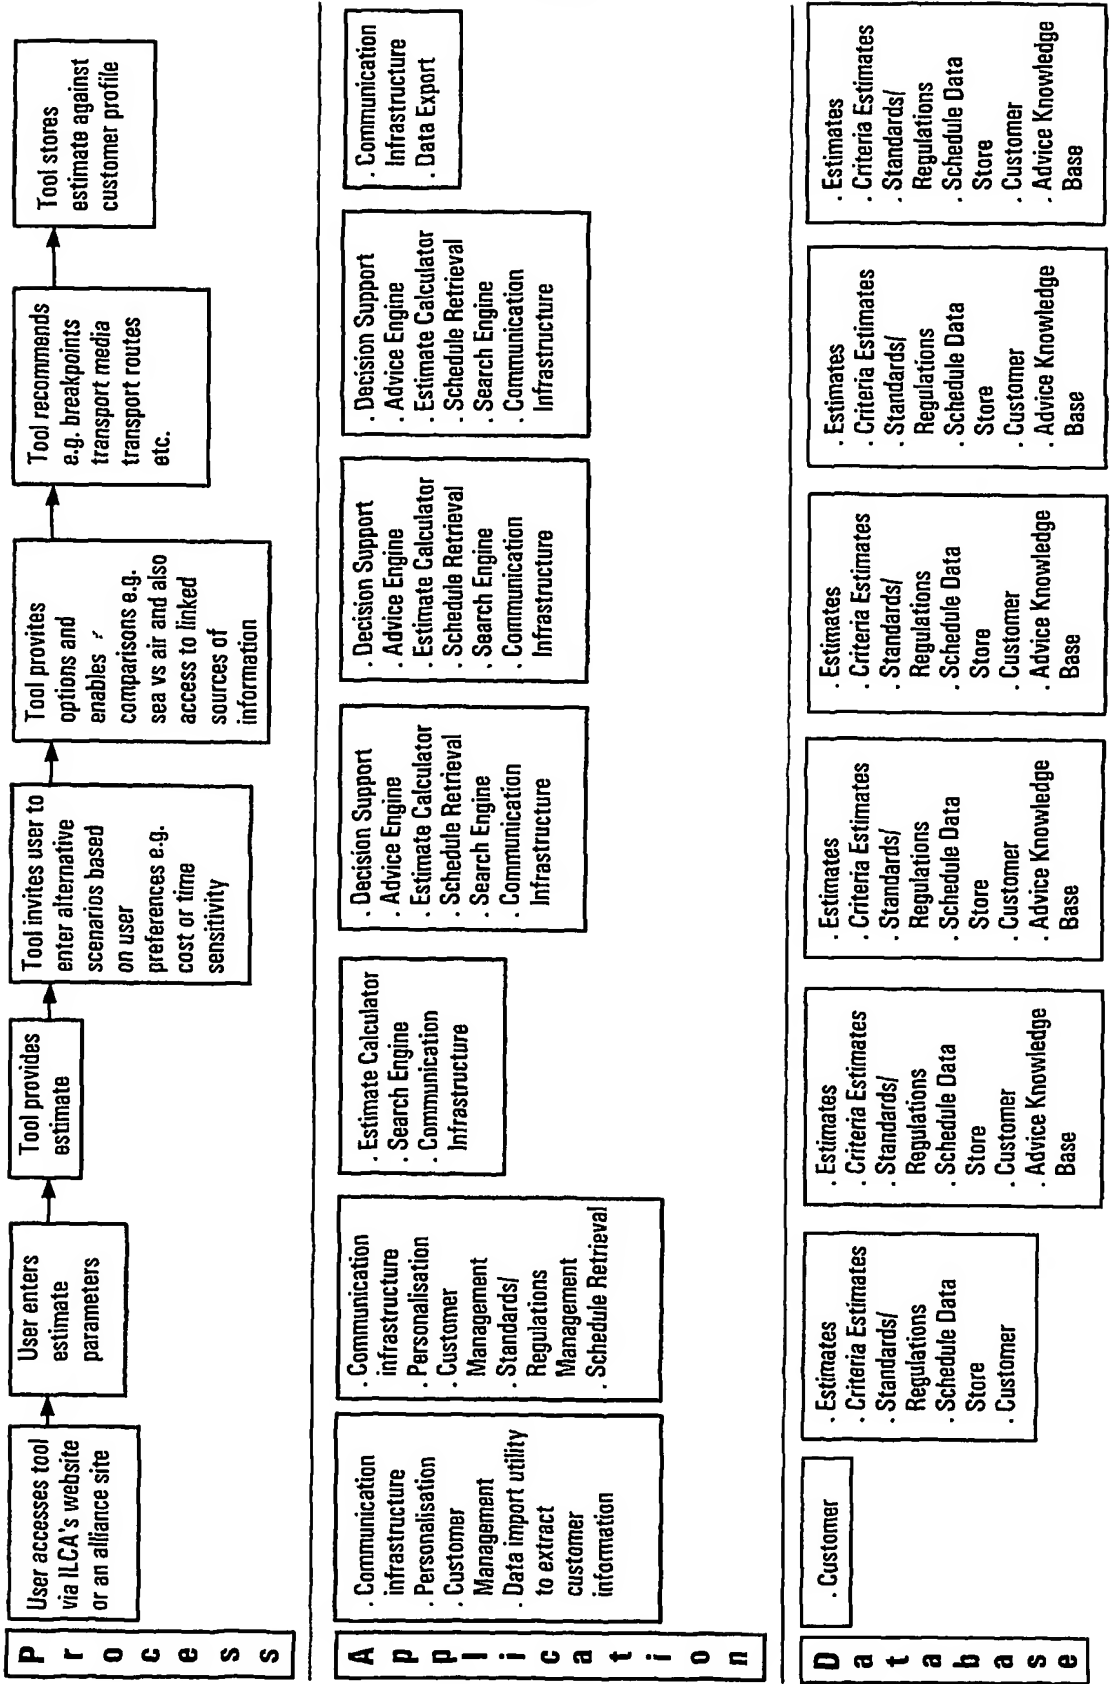 Process
User accesses tool
via ILCA's website
or an alliance site
User enters
estimate
parameters
Tool provides
estimate
Tool invites user to
enter alternative
scenarios based
on user
preferences e.g.
cost or time
sensitivity
Tool provites
options and
enables
comparisons e.g.
sea vs air and also
access to linked
sources of
information
Tool recommends
e.g. breakpoints
transport media
transport routes
etc.
Tool stores
estimate against
customer profile
Application
. Communication
infrastructure
. Personalisation
. Customer
Management
. Data import utility
to extract
customer
information
. Communication
infrastructure
. Personalisation
. Customer
Management
. Standards/
Regulations
Management
. Schedule Retrieval
. Estimate Calculator
. Search Engine
. Communication
Infrastructure
. Decision Support
. Advice Engine
. Estimate Calculator
. Schedule Retrieval
. Search Engine
. Communication
Infrastructure
. Decision Support
. Advice Engine
. Estimate Calculator
. Schedule Retrieval
. Search Engine
. Communication
Infrastructure
. Decision Support
. Advice Engine
. Estimate Calculator
. Schedule Retrieval
. Search Engine
. Communication
Infrastructure
. Communication
Infrastructure
. Data Export
Database
. Customer
. Estimates
. Criteria Estimates
. Standards/
Regulations
. Schedule Data
Store
. Customer
. Estimates
. Criteria Estimates
. Standards/
Regulations
. Schedule Data
Store
. Customer
. Advice Knowledge
Base
. Estimates
. Criteria Estimates
. Standards/
Regulations
. Schedule Data
Store
. Customer
. Advice Knowledge
Base
. Estimates
. Criteria Estimates
. Standards/
Regulations
. Schedule Data
Store
. Customer
. Advice Knowledge
Base
. Estimates
. Criteria Estimates
. Standards/
Regulations
. Schedule Data
Store
. Customer
. Advice Knowledge
Base
. Estimates
. Criteria Estimates
. Standards/
Regulations
. Schedule Data
Store
. Customer
. Advice Knowledge
Base